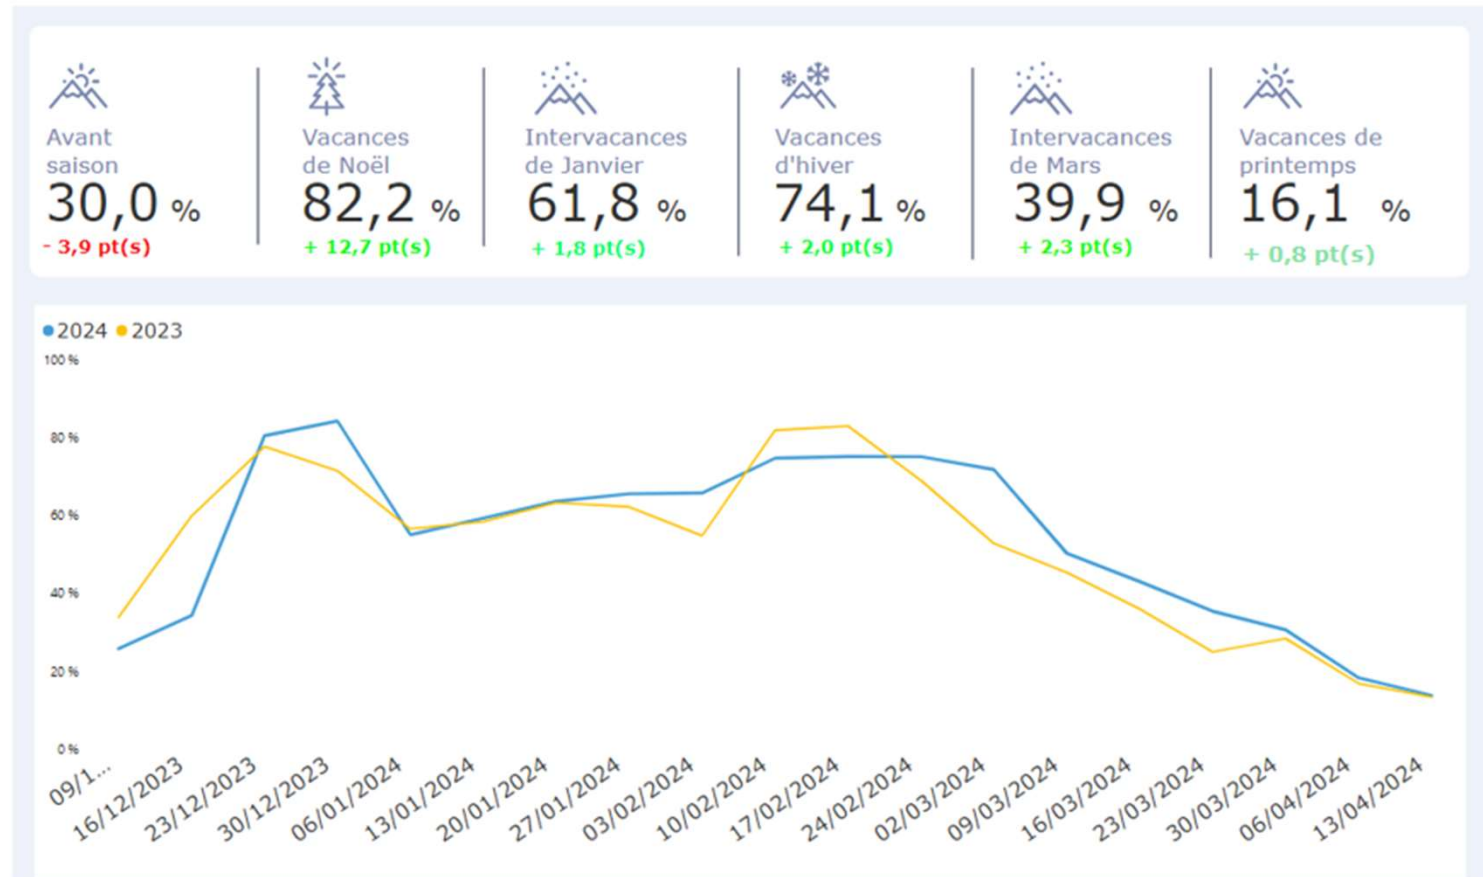 Avant
saison
30,0 %
- 3,9 pt(s)
Vacances
de Noël
82,2 %
+ 12,7 pt(s)
Intervacances
de Janvier
61,8 %
+ 1,8 pt(s)
Vacances
d'hiver
74,1 %
+ 2,0 pt(s)
Intervacances
de Mars
39,9 %
+ 2,3 pt(s)
Vacances de
printemps
16,1 %
+ 0,8 pt(s)
2024 2023
100 %
80 %
60 %
40 %
20 %
0 %
09/1...
16/12/2023
23/12/2023
30/12/2023
06/01/2024
13/01/2024
20/01/2024
27/01/2024
03/02/2024
10/02/2024
17/02/2024
24/02/2024
02/03/2024
09/03/2024
16/03/2024
23/03/2024
30/03/2024
06/04/2024
13/04/2024